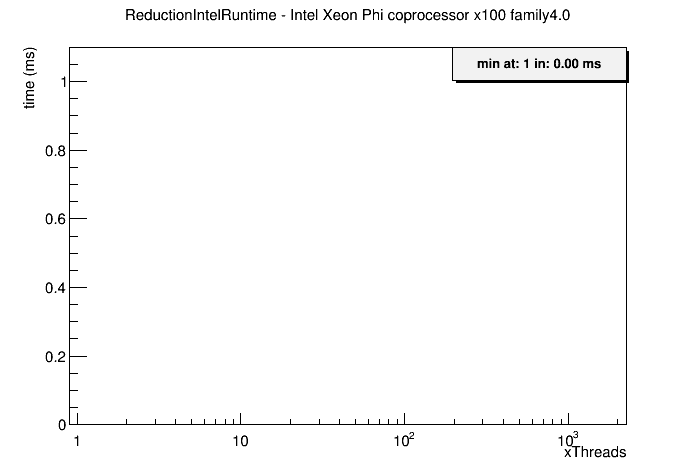 ReductionIntelRuntime - Intel Xeon Phi coprocessor x100 family4.0
time (ms)
min at: 1 in: 0.00 ms
1
0.8
0.6
0.4
0.2
0
1 10 10² 10³
xThreads